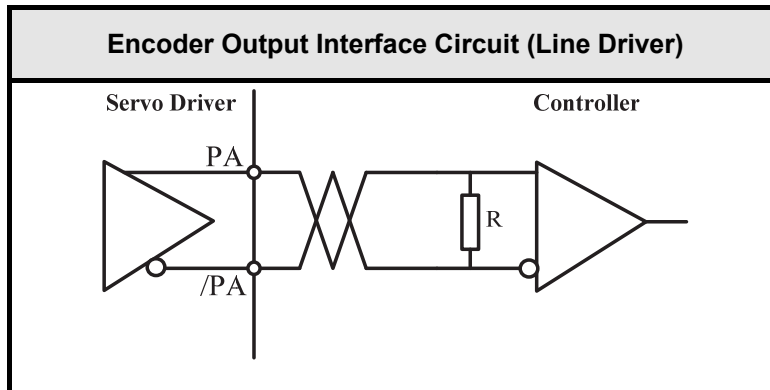 Encoder Output Interface Circuit (Line Driver)
Servo Driver
Controller
PA
R
/PA